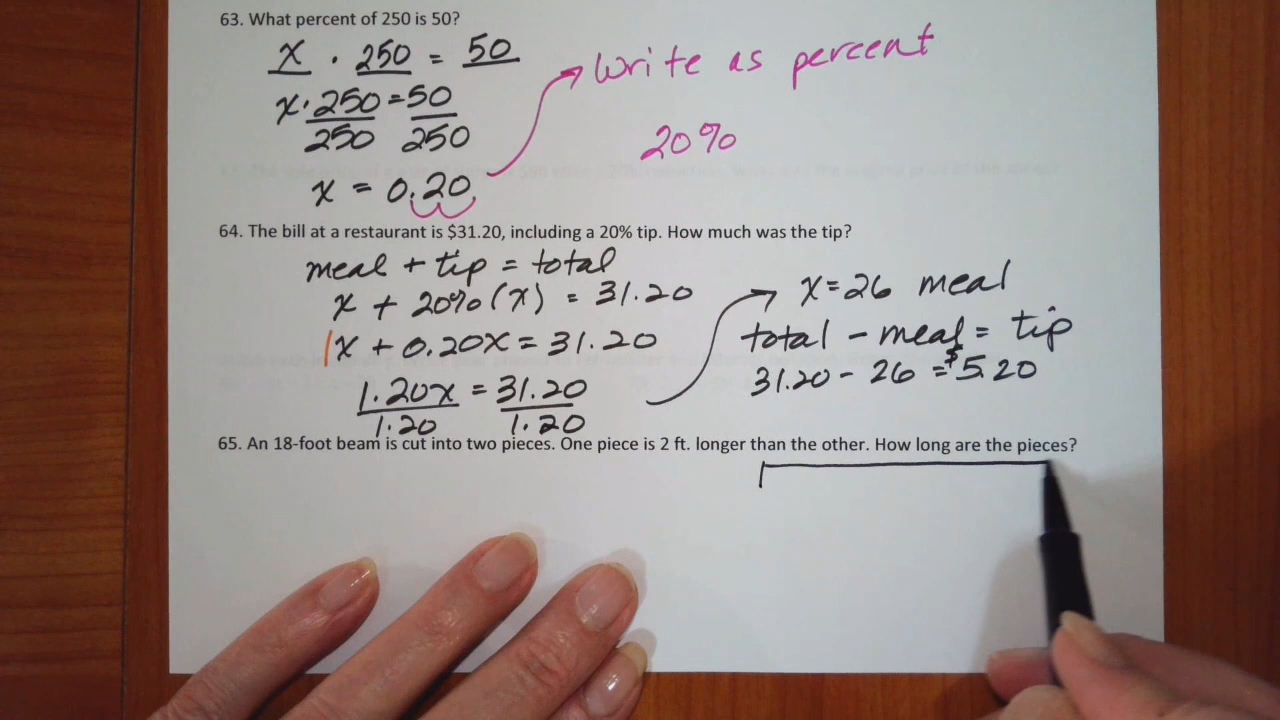 63. What percent of 250 is 50?
x · 250 = 50
x · 250 = 50
250 250
x = 0.20
Write as percent
20%
64. The bill at a restaurant is $31.20, including a 20% tip. How much was the tip?
meal + tip = total
x + 20% (x) = 31.20
1x + 0.20x = 31.20
1.20x = 31.20
1.20 1.20
x = 26 meal
total - meal = tip
31.20 - 26 = $5.20
65. An 18-foot beam is cut into two pieces. One piece is 2 ft. longer than the other. How long are the pieces?